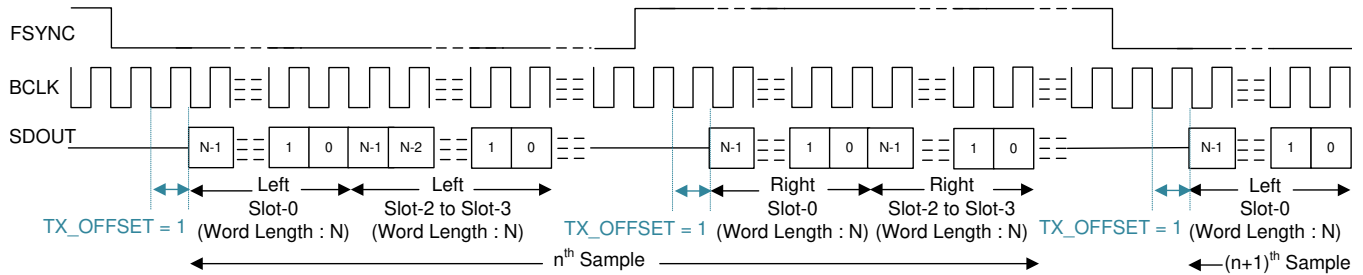 FSYNC
BCLK
SDOUT
N-1 1 0 N-1 N-2 1 0 N-1 1 0 N-1 1 0 N-1 1 0
Left Left Right Right Left
Slot-0 Slot-2 to Slot-3 Slot-0 Slot-2 to Slot-3 Slot-0
TX_OFFSET = 1 (Word Length : N) (Word Length : N) TX_OFFSET = 1 (Word Length : N) (Word Length : N) TX_OFFSET = 1 (Word Length : N)
nth Sample (n+1)th Sample